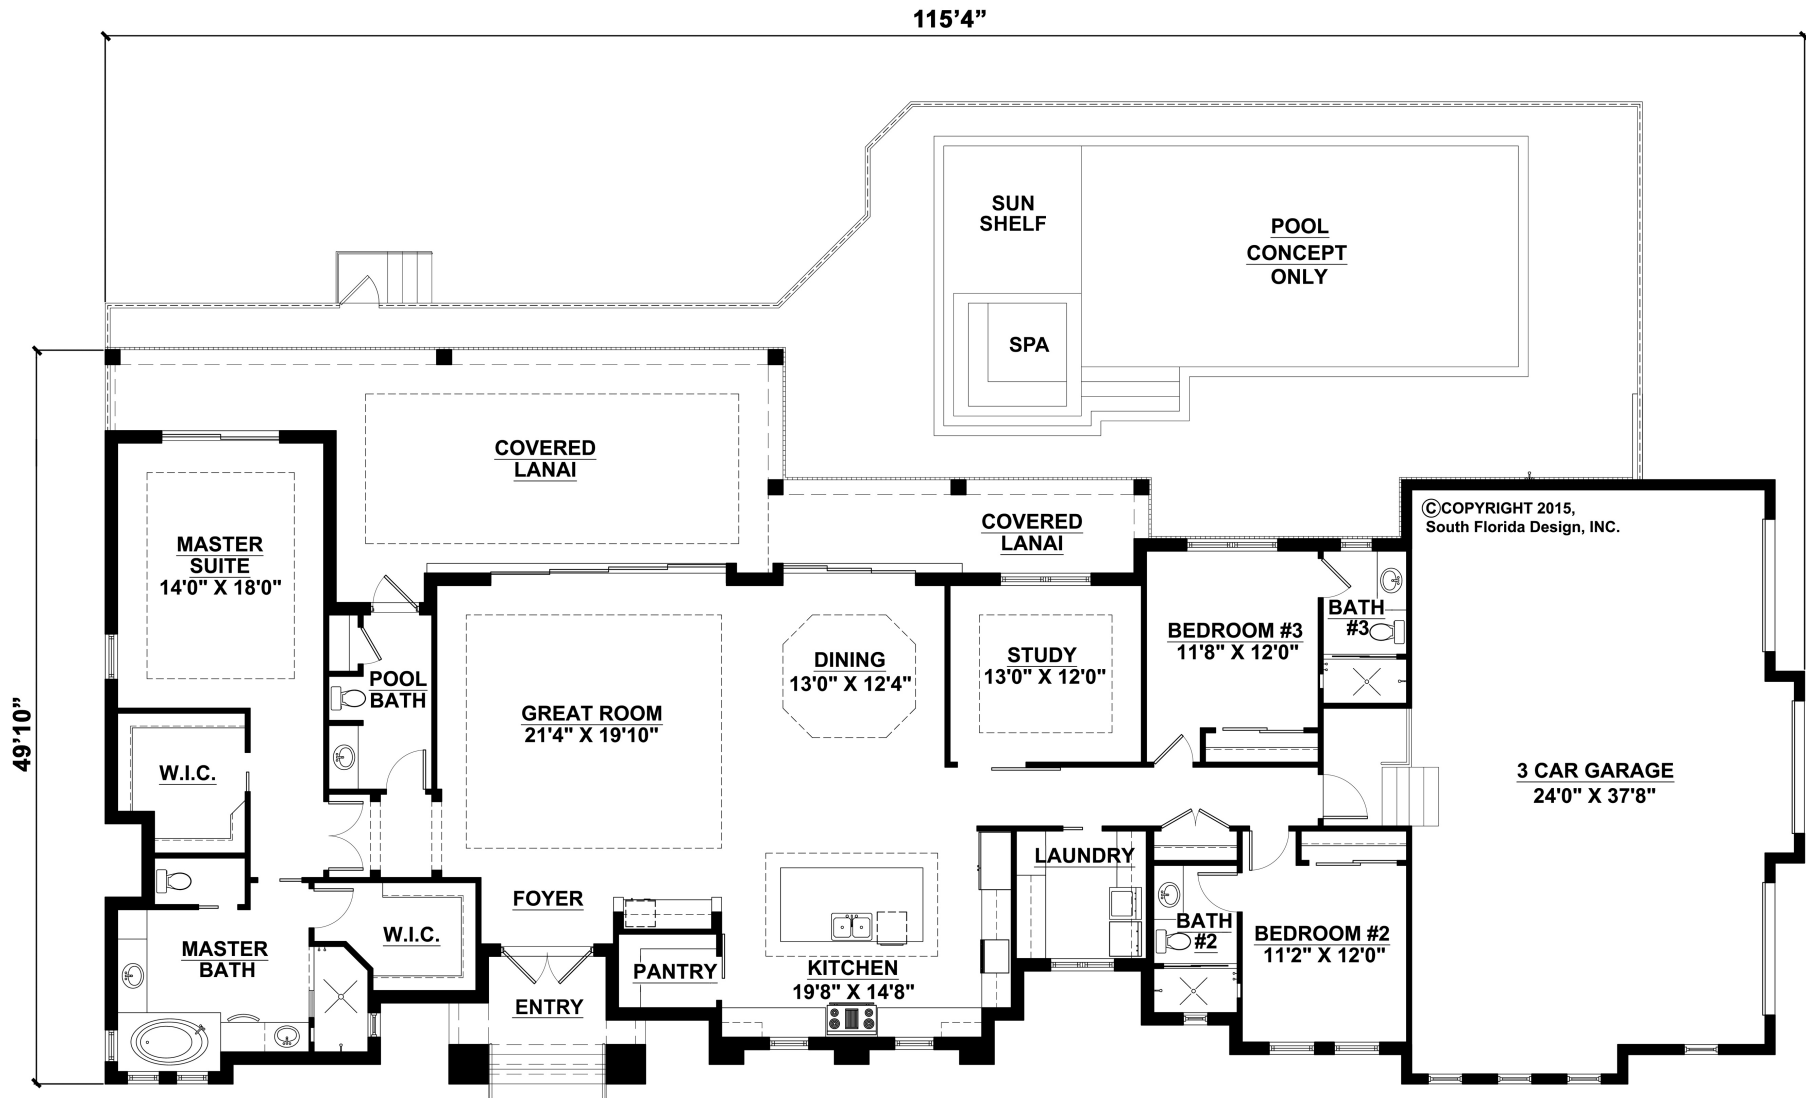 115’4”
SUN
SHELF
POOL
CONCEPT
ONLY
SPA
COVERED
LANAI
©COPYRIGHT 2015,
South Florida Design, INC.
COVERED
LANAI
MASTER
SUITE
14'0" X 18'0"
BATH
#3
BEDROOM #3
11'8" X 12'0"
DINING
13'0" X 12'4"
STUDY
13'0" X 12'0"
POOL
BATH
GREAT ROOM
21'4" X 19'10"
49’10”
W.I.C.
3 CAR GARAGE
24'0" X 37'8"
LAUNDRY
FOYER
BATH
#2
BEDROOM #2
11'2" X 12'0"
W.I.C.
MASTER
BATH
PANTRY
KITCHEN
19'8" X 14'8"
ENTRY